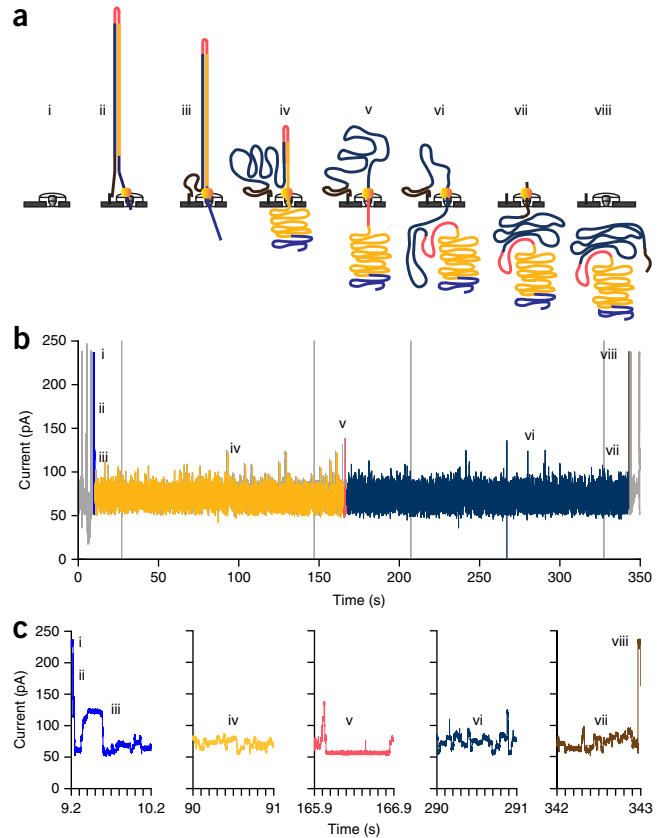 a
i ii iii iv v vi vii viii
b
250
200
150
100
50
0
Current (pA)
i
ii
iii
iv
v
vi
vii
viii
0 50 100 150 200 250 300 350
Time (s)
c
250
200
150
100
50
0
Current (pA)
i
ii
iii
iv
v
vi
vii
viii
9.2 10.2 90 91 165.9 166.9 290 291 342 343
Time (s)